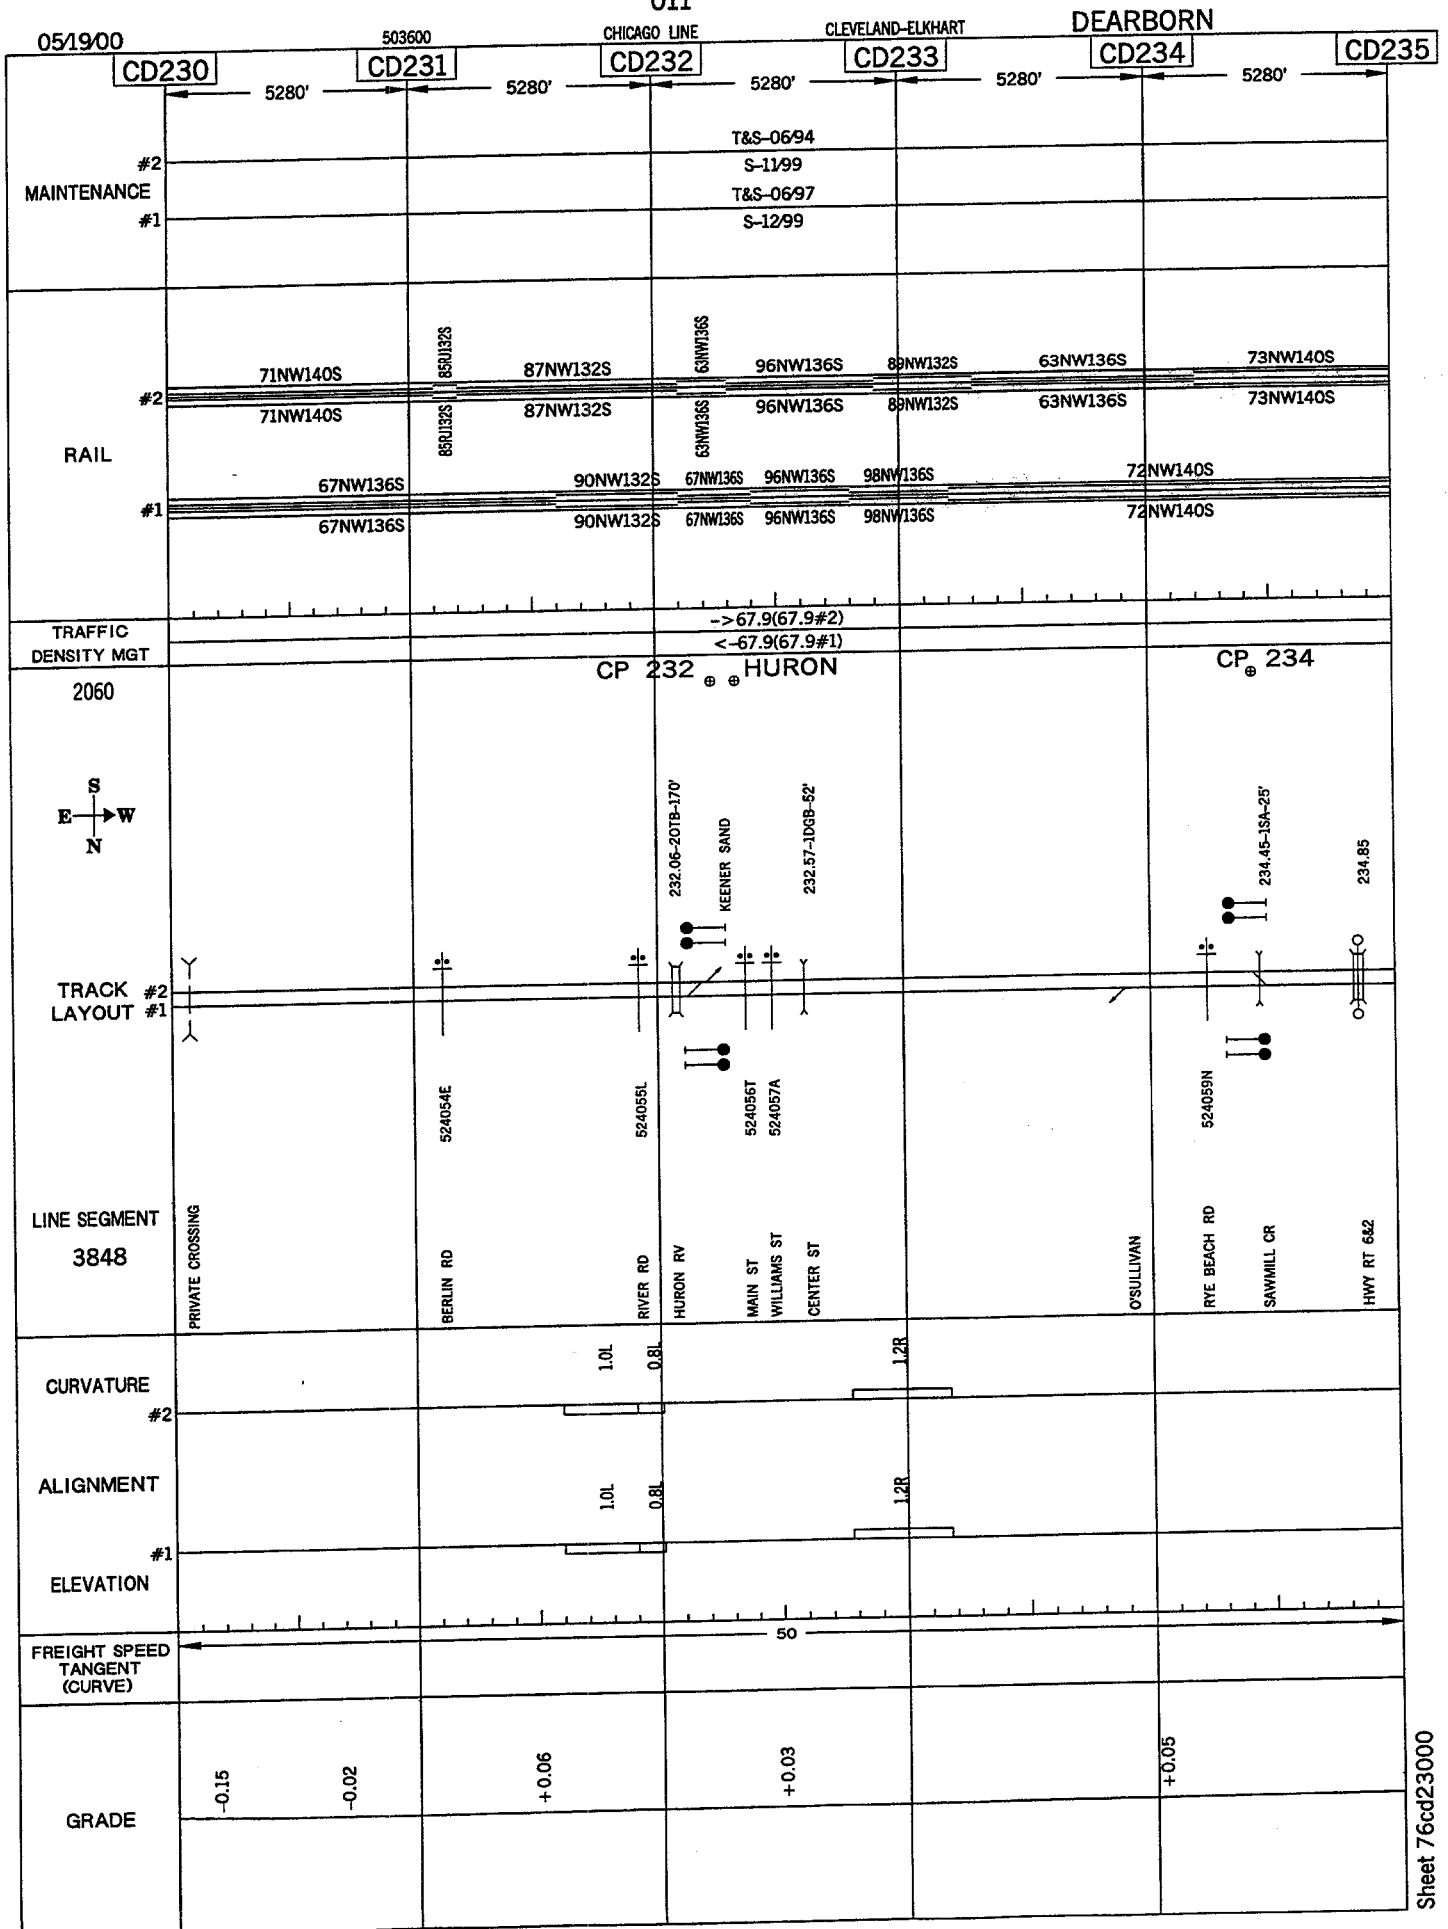 011
05/19/00
503600
CHICAGO LINE
CLEVELAND-ELKHART
DEARBORN
CD230
CD231
CD232
CD233
CD234
CD235
5280'
5280'
5280'
5280'
5280'
MAINTENANCE
#2
T&S-06/94
S-11/99
#1
T&S-06/97
S-12/99
RAIL
#2
71NW140S
85RJ132S
87NW132S
63NW136S
96NW136S
89NW132S
63NW136S
73NW140S
71NW140S
85RJ132S
87NW132S
63NW136S
96NW136S
89NW132S
63NW136S
73NW140S
#1
67NW136S
90NW132S
67NW136S
96NW136S
98NW136S
72NW140S
67NW136S
90NW132S
67NW136S
96NW136S
98NW136S
72NW140S
TRAFFIC
DENSITY MGT
->67.9(67.9#2)
<-67.9(67.9#1)
2060
CP 232
HURON
CP 234
S
E
W
N
232.06-2OTB-170'
KEENER SAND
232.57-1DGB-52'
234.45-1SA-25'
234.85
TRACK #2
LAYOUT #1
524054E
524055L
524056T
524057A
524059N
LINE SEGMENT
3848
PRIVATE CROSSING
BERLIN RD
RIVER RD
HURON RV
MAIN ST
WILLIAMS ST
CENTER ST
O'SULLIVAN
RYE BEACH RD
SAWMILL CR
HWY RT 6&2
CURVATURE
#2
1.0L
0.8L
1.2R
ALIGNMENT
#1
1.0L
0.8L
1.2R
ELEVATION
FREIGHT SPEED
TANGENT
(CURVE)
50
GRADE
-0.15
-0.02
+0.06
+0.03
+0.05
Sheet 76cd23000